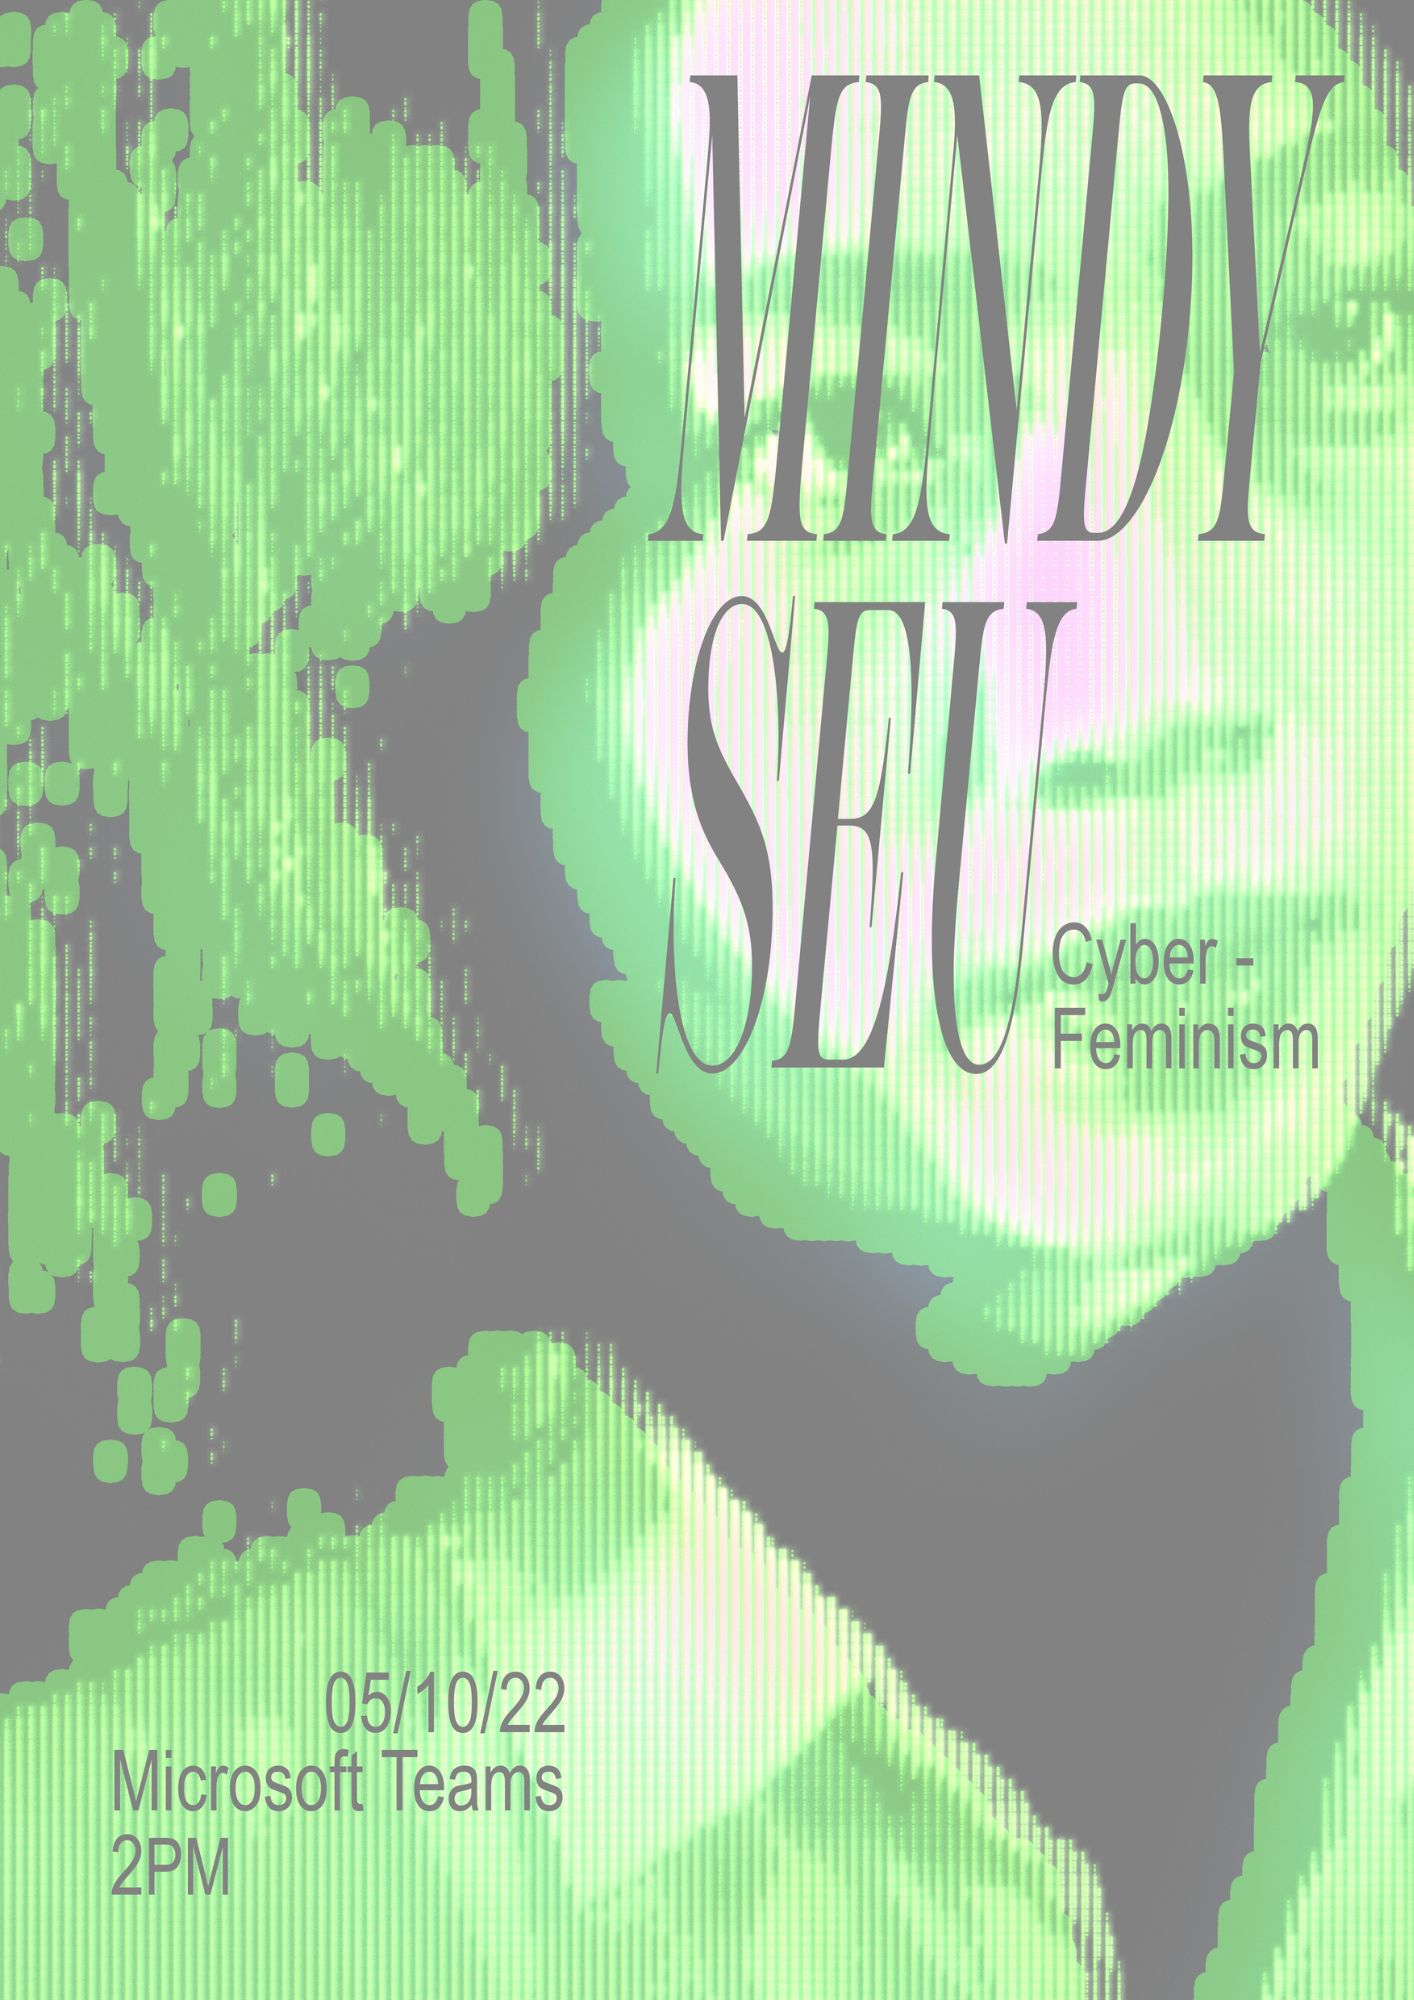 MINDY
SEU
Cyber -
Feminism
05/10/22
Microsoft Teams
2PM